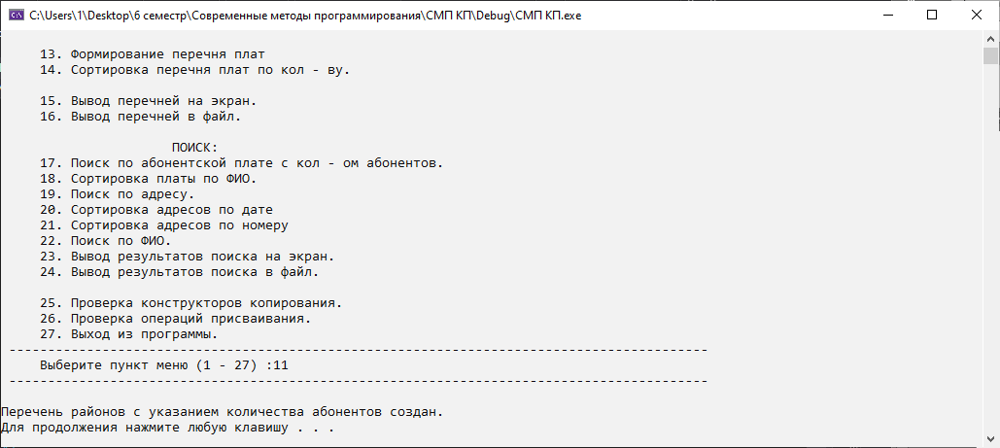 C:\Users\1\Desktop\6 семестр\Современные методы программирования\СМП КП\Debug\СМП КП.exe
13. Формирование перечня плат
14. Сортировка перечня плат по кол - ву.
15. Вывод перечней на экран.
16. Вывод перечней в файл.
ПОИСК:
17. Поиск по абонентской плате с кол - ом абонентов.
18. Сортировка платы по ФИО.
19. Поиск по адресу.
20. Сортировка адресов по дате
21. Сортировка адресов по номеру
22. Поиск по ФИО.
23. Вывод результатов поиска на экран.
24. Вывод результатов поиска в файл.
25. Проверка конструкторов копирования.
26. Проверка операций присваивания.
27. Выход из программы.
------------------------------------------------------------------------------------------
Выберите пункт меню (1 - 27) :11
------------------------------------------------------------------------------------------
Перечень районов с указанием количества абонентов создан.
Для продолжения нажмите любую клавишу . . .